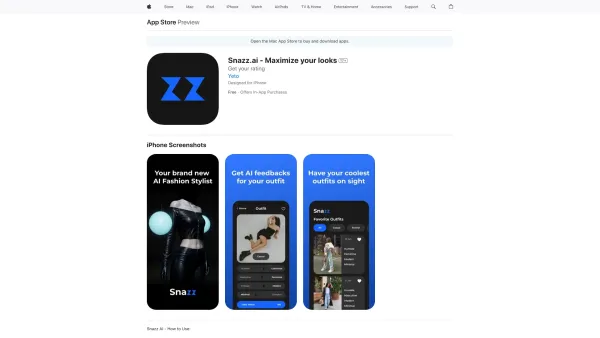 Store Mac iPad iPhone Watch AirPods TV & Home Entertainment Accessories Support
App Store Preview
Open the Mac App Store to buy and download apps.
Snazz.ai - Maximize your looks
Get your rating
Yeto
Designed for iPhone
Free · Offers In-App Purchases
iPhone Screenshots
Your brand new
AI Fashion Stylist
Snazz
Get AI feedbacks
for your outfit
Outfit
Have your coolest
outfits on sight
Snazz
Favorite Outfits
Snazz AI - How to Use: